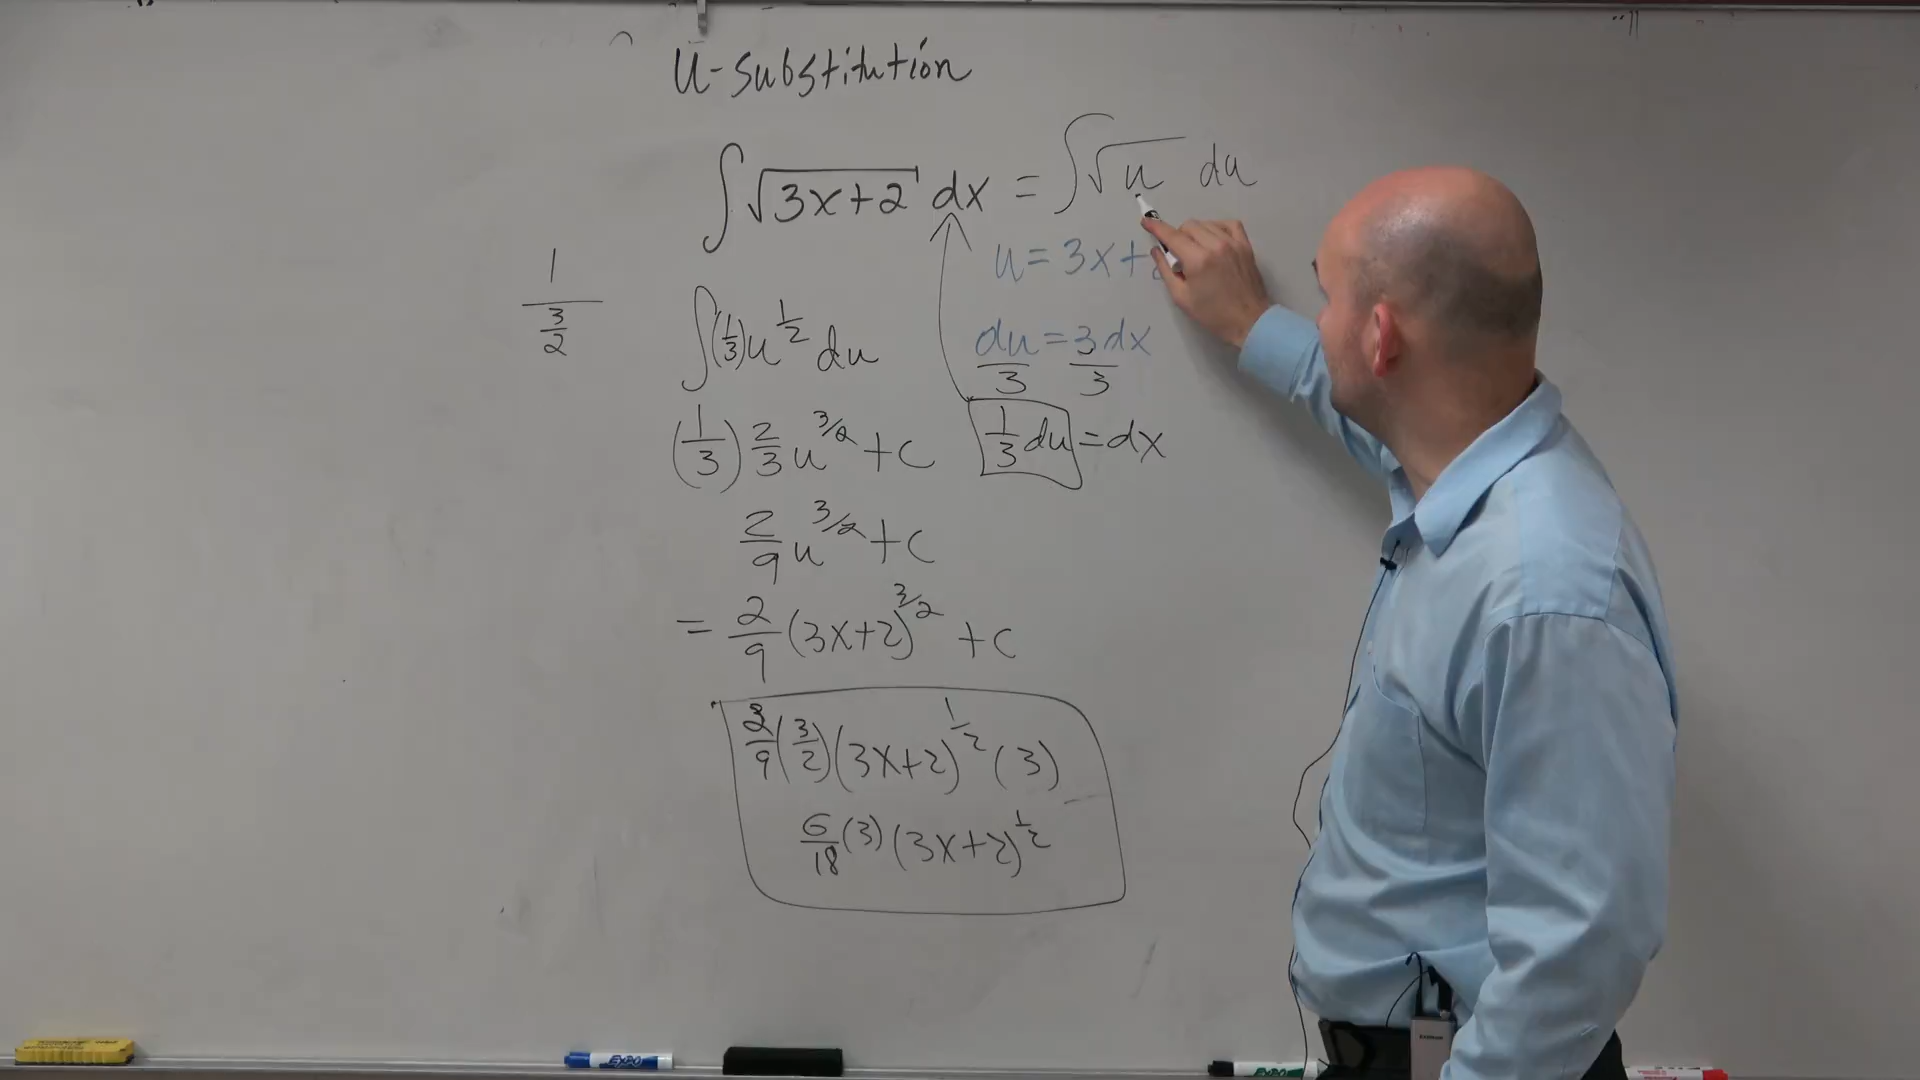 u-substitution
∫√(3x+2) dx = ∫√u du
u = 3x+
1/(3/2)
∫(1/3)u^(1/2) du
du/3 = 3dx/3
(1/3) 2/3 u^(3/2) + C
1/3 du = dx
2/9 u^(3/2) + C
= 2/9 (3x+2)^(3/2) + C
2/9 (3/2)(3x+2)^(1/2) (3)
6/18 (3) (3x+2)^(1/2)
EXPO
EXPO